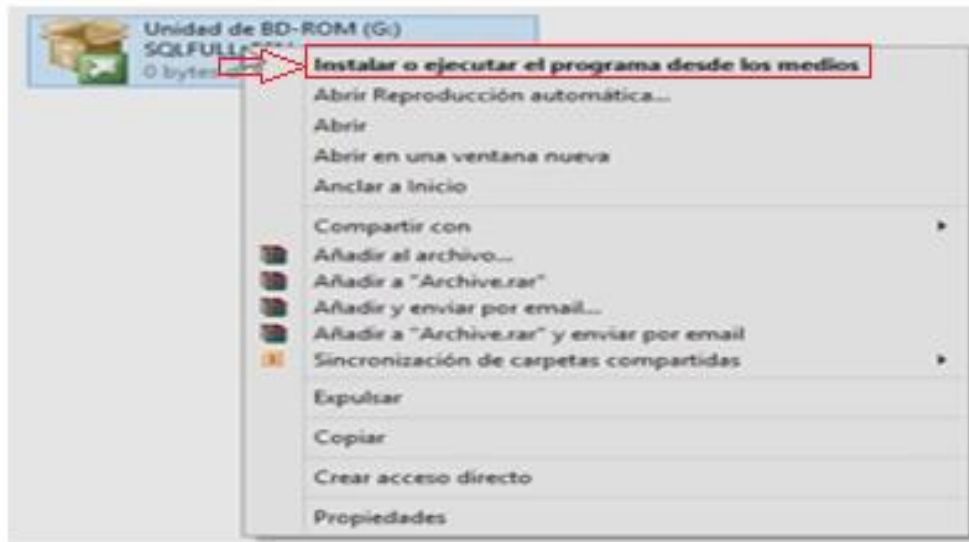 Unidad de BD-ROM (G:)
0 bytes
Instalar o ejecutar el programa desde los medios
Abrir Reproducción automática...
Abrir
Abrir en una ventana nueva
Anclar a Inicio
Compartir con
Añadir al archivo...
Añadir a "Archive.rar"
Añadir y enviar por email...
Añadir a "Archive.rar" y enviar por email
Sincronización de carpetas compartidas
Expulsar
Copiar
Crear acceso directo
Propiedades